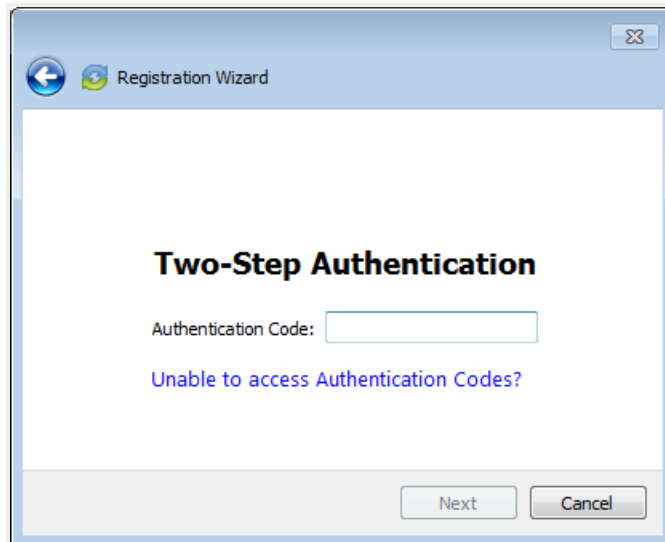 Registration Wizard
Two-Step Authentication
Authentication Code:
Unable to access Authentication Codes?
Next Cancel